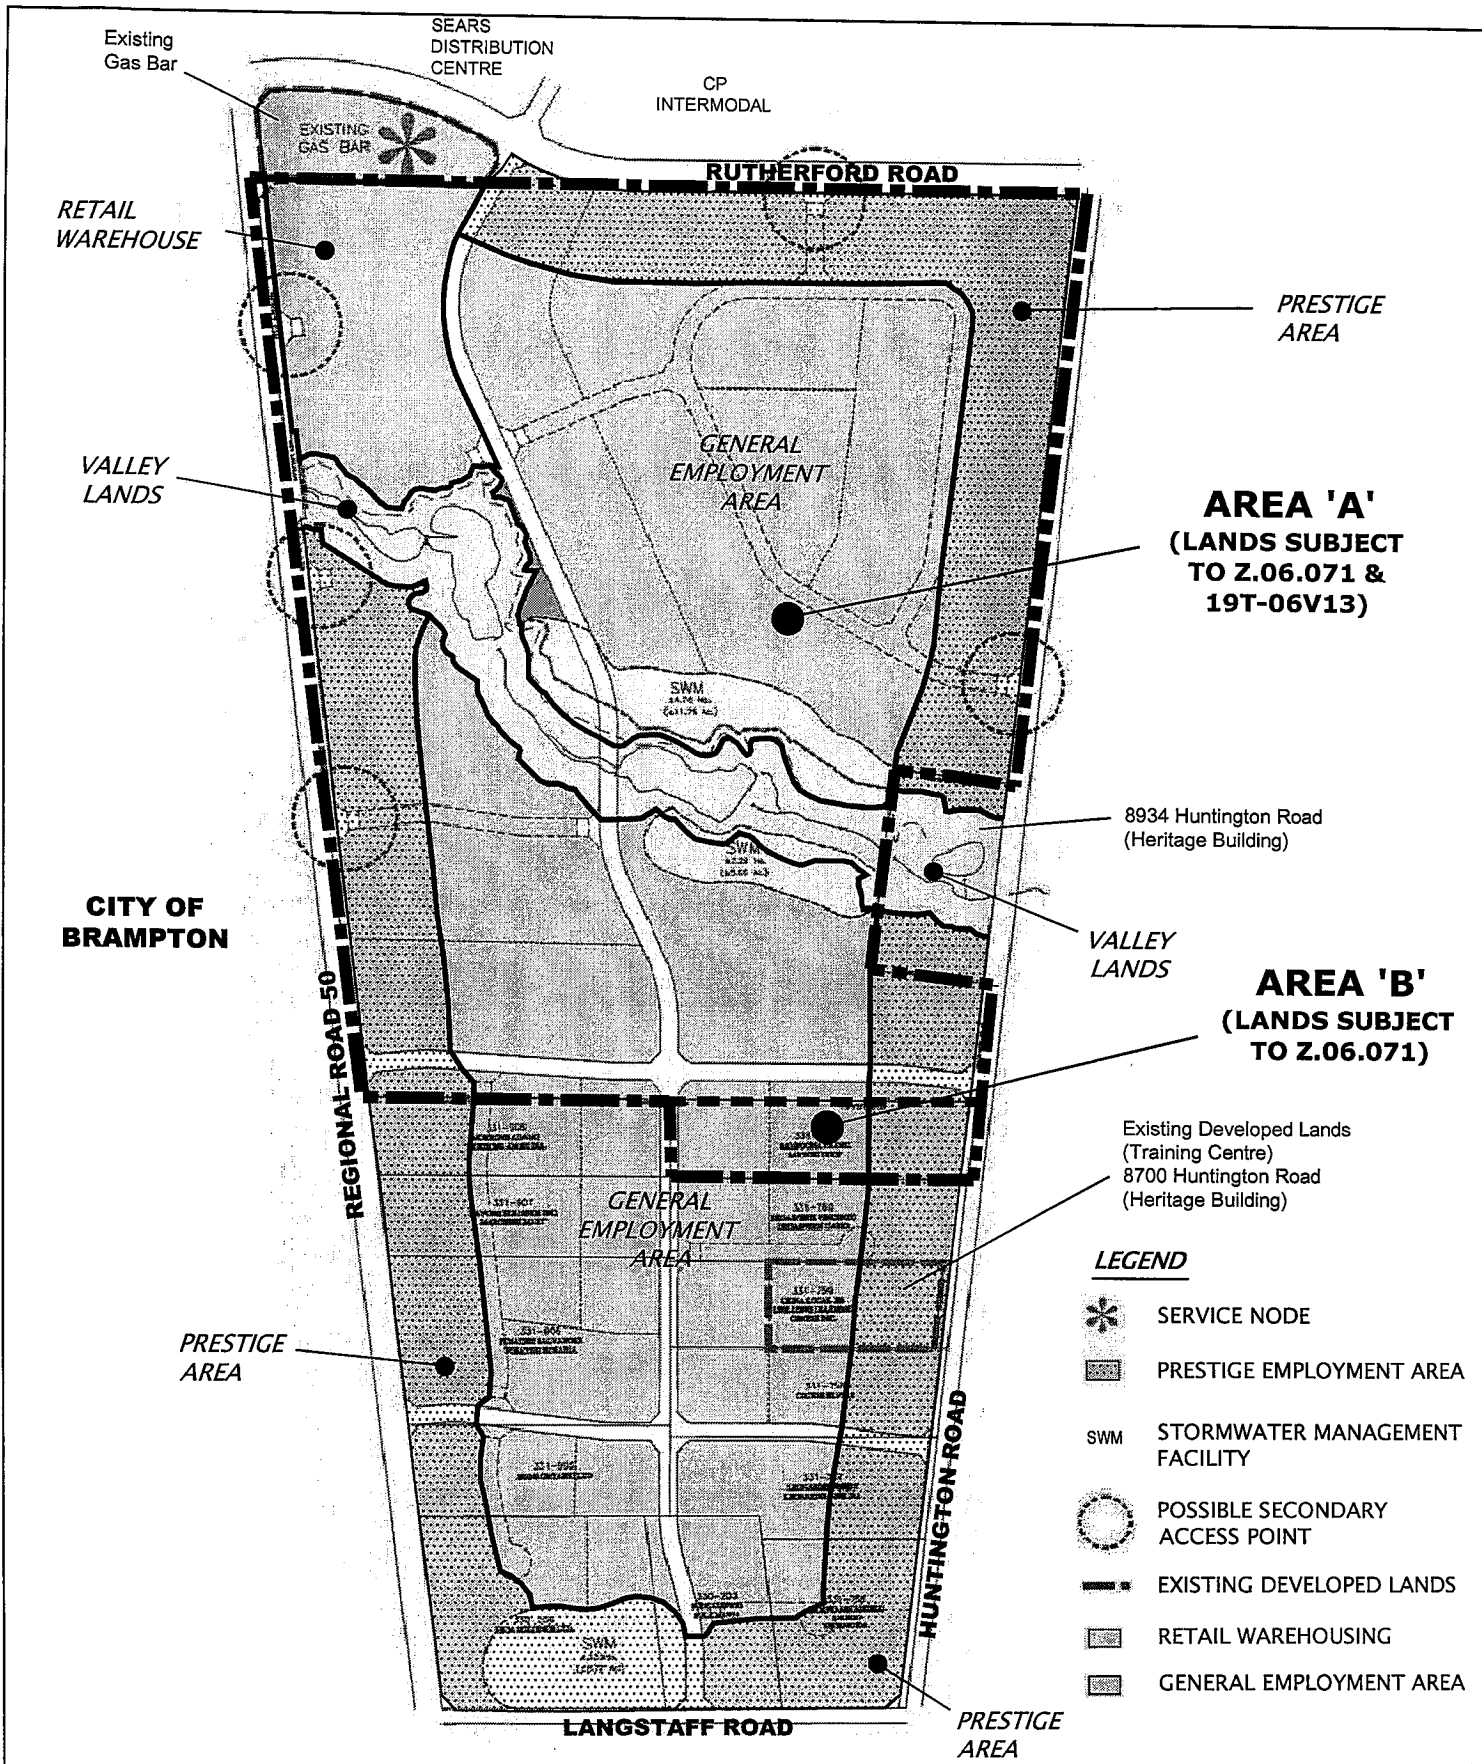 Existing
Gas Bar
SEARS
DISTRIBUTION
CENTRE
CP
INTERMODAL
EXISTING
GAS BAR
RUTHERFORD ROAD
RETAIL
WAREHOUSE
PRESTIGE
AREA
VALLEY
LANDS
GENERAL
EMPLOYMENT
AREA
AREA 'A'
(LANDS SUBJECT
TO Z.06.071 &
19T-06V13)
SWM
8934 Huntington Road
(Heritage Building)
SWM
CITY OF
BRAMPTON
VALLEY
LANDS
REGIONAL ROAD 50
AREA 'B'
(LANDS SUBJECT
TO Z.06.071)
Existing Developed Lands
(Training Centre)
8700 Huntington Road
(Heritage Building)
GENERAL
EMPLOYMENT
AREA
PRESTIGE
AREA
HUNTINGTON ROAD
SWM
LANGSTAFF ROAD
PRESTIGE
AREA
LEGEND
SERVICE NODE
PRESTIGE EMPLOYMENT AREA
SWM STORMWATER MANAGEMENT
FACILITY
POSSIBLE SECONDARY
ACCESS POINT
EXISTING DEVELOPED LANDS
RETAIL WAREHOUSING
GENERAL EMPLOYMENT AREA